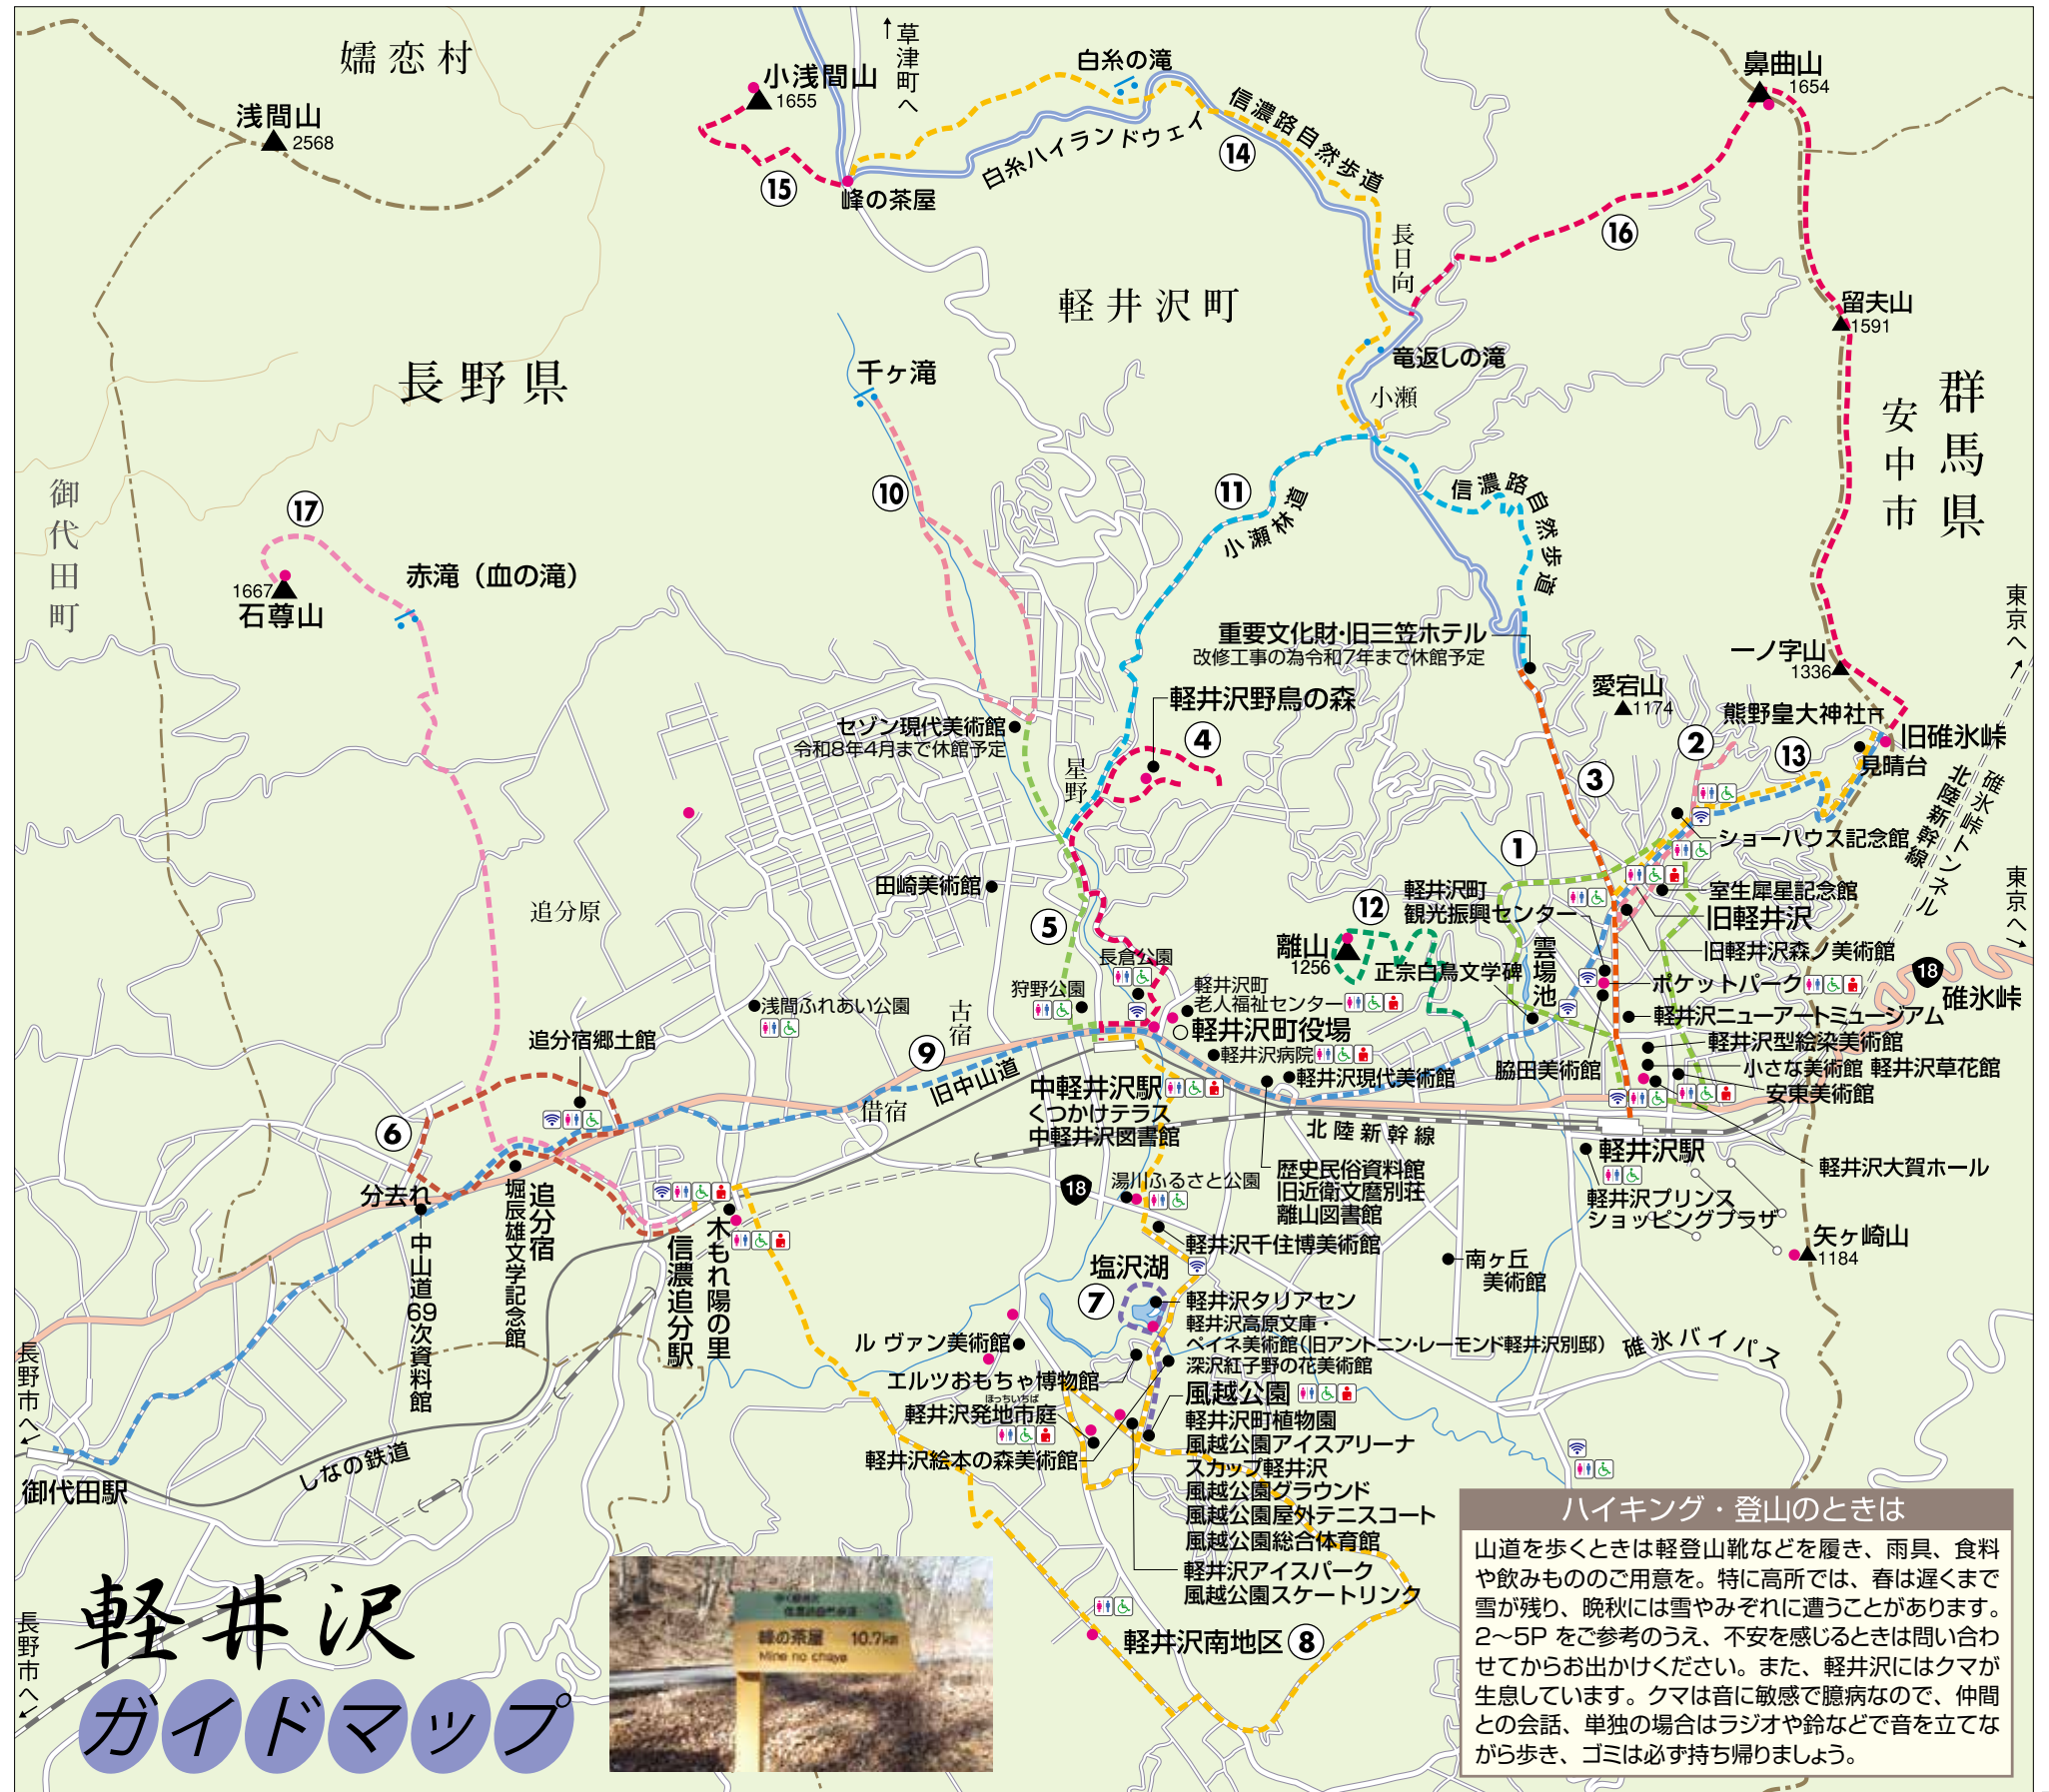 嬬恋村
浅間山
2568
小浅間山
1655
↑草津町へ
白糸の滝
信濃路自然歩道
白糸ハイランドウェイ
⑭
⑮
峰の茶屋
鼻曲山
1654
⑯
長日向
軽井沢町
留夫山
1591
長野県
千ヶ滝
竜返しの滝
小瀬
群馬県
安中市
御代田町
⑰
⑩
⑪
小瀬林道
信濃路自然歩道
1667
石尊山
赤滝（血の滝）
重要文化財・旧三笠ホテル
改修工事の為令和7年まで休館予定
一ノ字山
1336
東京へ
愛宕山
1174
軽井沢野鳥の森
④
セゾン現代美術館
令和8年4月まで休館予定
星野
②
熊野皇大神社
⑬
旧碓氷峠
見晴台
碓氷峠トンネル
北陸新幹線
③
ショーハウス記念館
①
田崎美術館
追分原
⑤
⑫
軽井沢町
観光振興センター
室生犀星記念館
旧軽井沢
東京へ
離山
1256
正宗白鳥文学碑
雲場池
旧軽井沢森ノ美術館
ポケットパーク
18
碓氷峠
長倉公園
狩野公園
軽井沢町
老人福祉センター
軽井沢町役場
軽井沢病院
軽井沢現代美術館
浅間ふれあい公園
古宿
追分宿郷土館
⑨
旧中山道
借宿
中軽井沢駅
くつかけテラス
中軽井沢図書館
脇田美術館
軽井沢ニューアートミュージアム
軽井沢型絵染美術館
小さな美術館 軽井沢草花館
安東美術館
北陸新幹線
軽井沢駅
軽井沢大賀ホール
軽井沢プリンス
ショッピングプラザ
矢ヶ崎山
1184
⑥
分去れ
中山道69次資料館
堀辰雄文学記念館
追分宿
信濃追分駅
木もれ陽の里
18
湯川ふるさと公園
歴史民俗資料館
旧近衛文麿別荘
離山図書館
軽井沢千住博美術館
南ヶ丘
美術館
塩沢湖
⑦
軽井沢タリアセン
軽井沢高原文庫・
ペイネ美術館（旧アントニン・レーモンド軽井沢別邸）
深沢紅子野の花美術館
碓氷バイパス
ル ヴァン美術館
エルツおもちゃ博物館
ほっちいちば
軽井沢発地市庭
軽井沢絵本の森美術館
風越公園
軽井沢町植物園
風越公園アイスアリーナ
スカップ軽井沢
風越公園グラウンド
風越公園屋外テニスコート
風越公園総合体育館
軽井沢アイスパーク
風越公園スケートリンク
軽井沢南地区⑧
長野市へ
御代田駅
しなの鉄道
長野市へ
軽井沢
ガイドマップ
峰の茶屋 10.7km
Mine no chaya
ハイキング・登山のときは
山道を歩くときは軽登山靴などを履き、雨具、食料
や飲みもののご用意を。特に高所では、春は遅くまで
雪が残り、晩秋には雪やみぞれに遭うことがあります。
2～5P をご参考のうえ、不安を感じるときは問い合わ
せてからお出かけください。また、軽井沢にはクマが
生息しています。クマは音に敏感で臆病なので、仲間
との会話、単独の場合はラジオや鈴などで音を立てな
がら歩き、ゴミは必ず持ち帰りましょう。